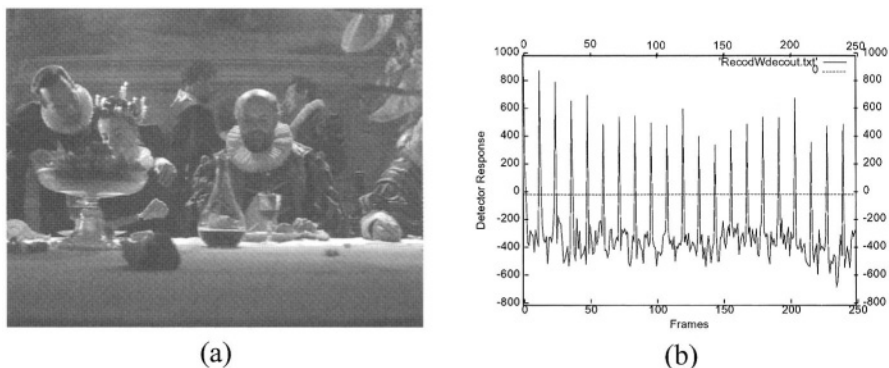 0 50 100 150 200 250
1000 1000
'RecodWdecout.txt'
0
800 800
600 600
400 400
200 200
0 0
-200 -200
-400 -400
-600 -600
-800 -800
0 50 100 150 200 250
Detector Response
Frames
(a) (b)